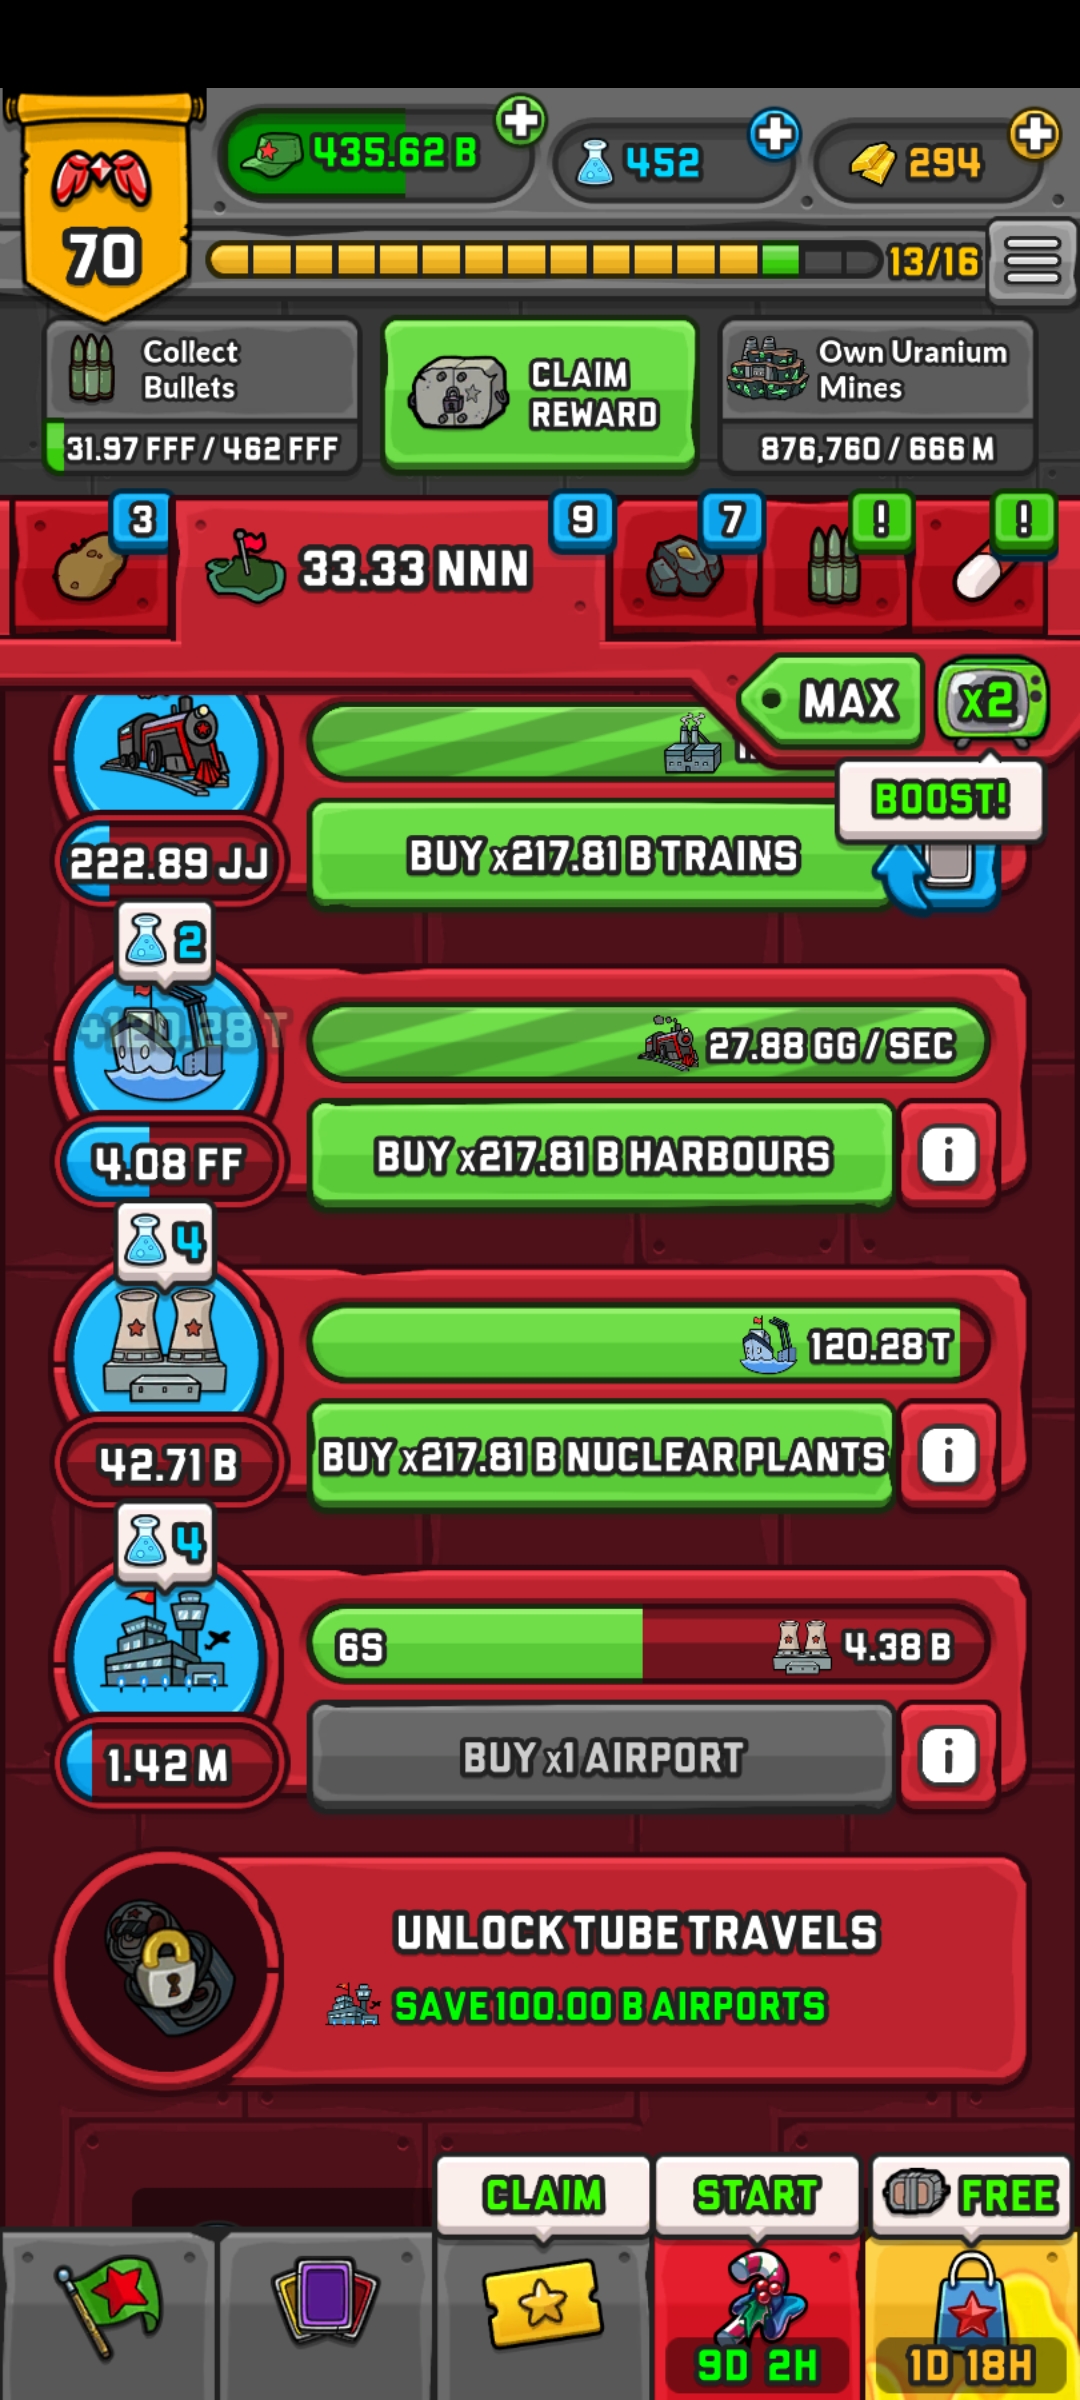 435.62 B
452
294
70
13/16
Collect
Bullets
31.97 FFF / 462 FFF
CLAIM
REWARD
Own Uranium
Mines
876,760 / 666 M
3
33.33 NNN
9
7
!
!
MAX
x2
BOOST!
222.89 JJ
BUY x217.81 B TRAINS
2
+120.28 T
27.88 GG / SEC
4.08 FF
BUY x217.81 B HARBOURS
i
4
120.28 T
42.71 B
BUY x217.81 B NUCLEAR PLANTS
i
4
6S
4.38 B
1.42 M
BUY x1 AIRPORT
i
UNLOCK TUBE TRAVELS
SAVE 100.00 B AIRPORTS
CLAIM
START
FREE
9D 2H
1D 18H